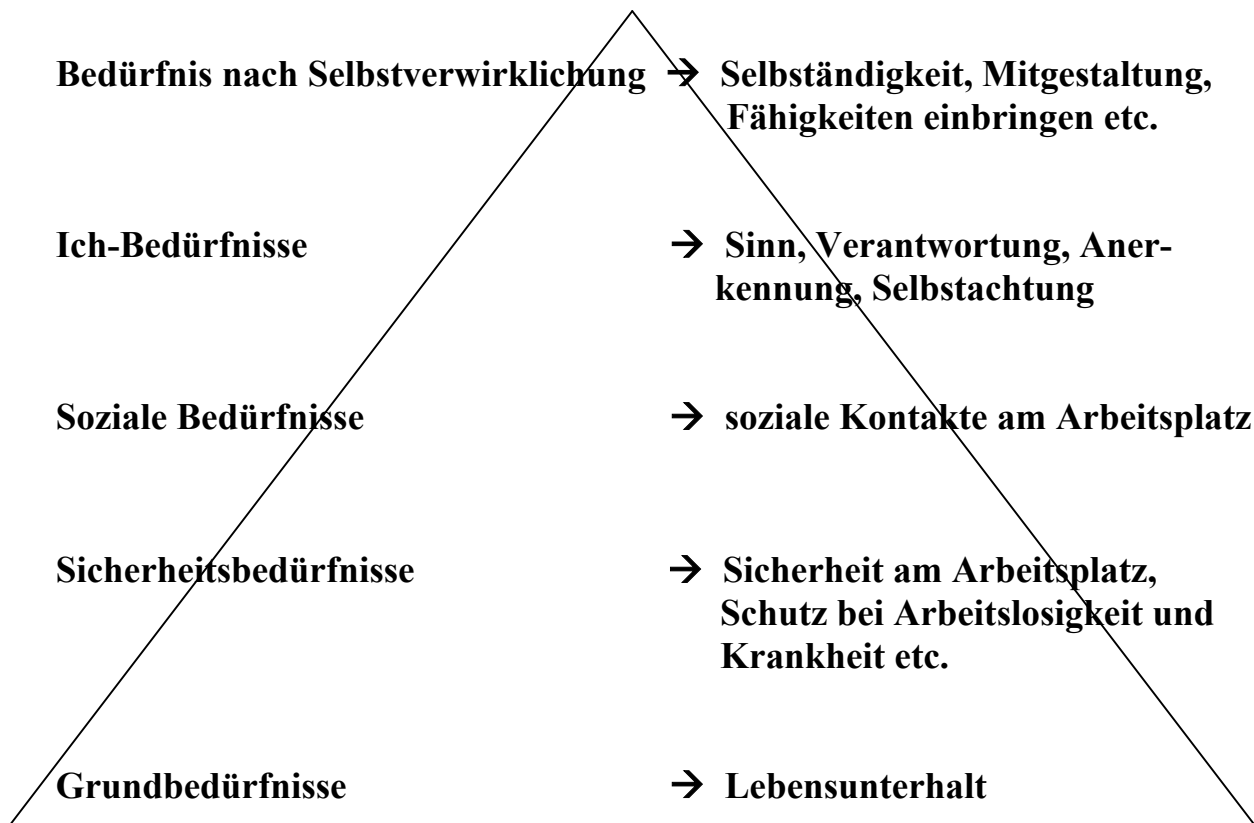 Bedürfnis nach Selbstverwirklichung → Selbständigkeit, Mitgestaltung,
Fähigkeiten einbringen etc.
Ich-Bedürfnisse → Sinn, Verantwortung, Aner-
kennung, Selbstachtung
Soziale Bedürfnisse → soziale Kontakte am Arbeitsplatz
Sicherheitsbedürfnisse → Sicherheit am Arbeitsplatz,
Schutz bei Arbeitslosigkeit und
Krankheit etc.
Grundbedürfnisse → Lebensunterhalt